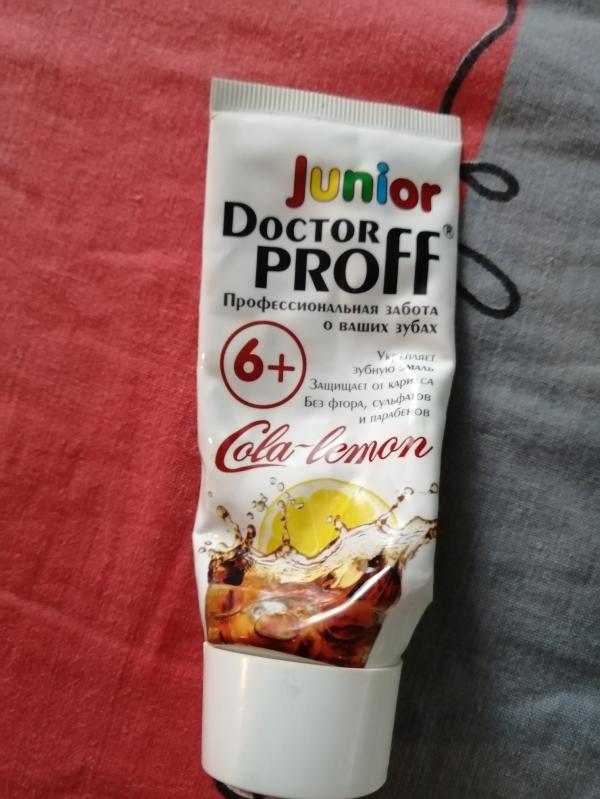 Junior
DOCTOR
PROFF®
Профессиональная забота
о ваших зубах
6+
Укрепляет
зубную эмаль
Защищает от кариеса
Без фтора, сульфатов
и парабенов
Cola-lemon